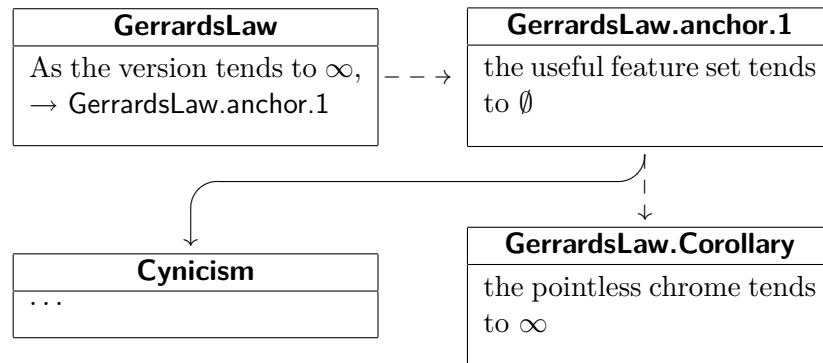 GerrardsLaw
As the version tends to ∞,
→ GerrardsLaw.anchor.1
GerrardsLaw.anchor.1
the useful feature set tends
to ∅
Cynicism
...
GerrardsLaw.Corollary
the pointless chrome tends
to ∞